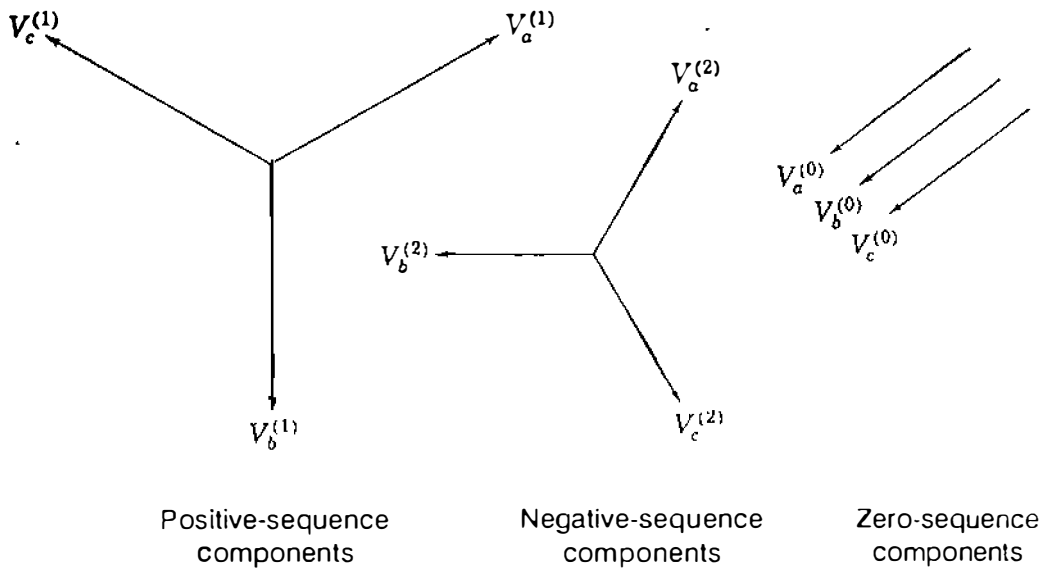 V_c^{(1)}
V_a^{(1)}
V_b^{(1)}
V_a^{(2)}
V_b^{(2)}
V_c^{(2)}
V_a^{(0)}
V_b^{(0)}
V_c^{(0)}
Positive-sequence
components
Negative-sequence
components
Zero-sequence
components